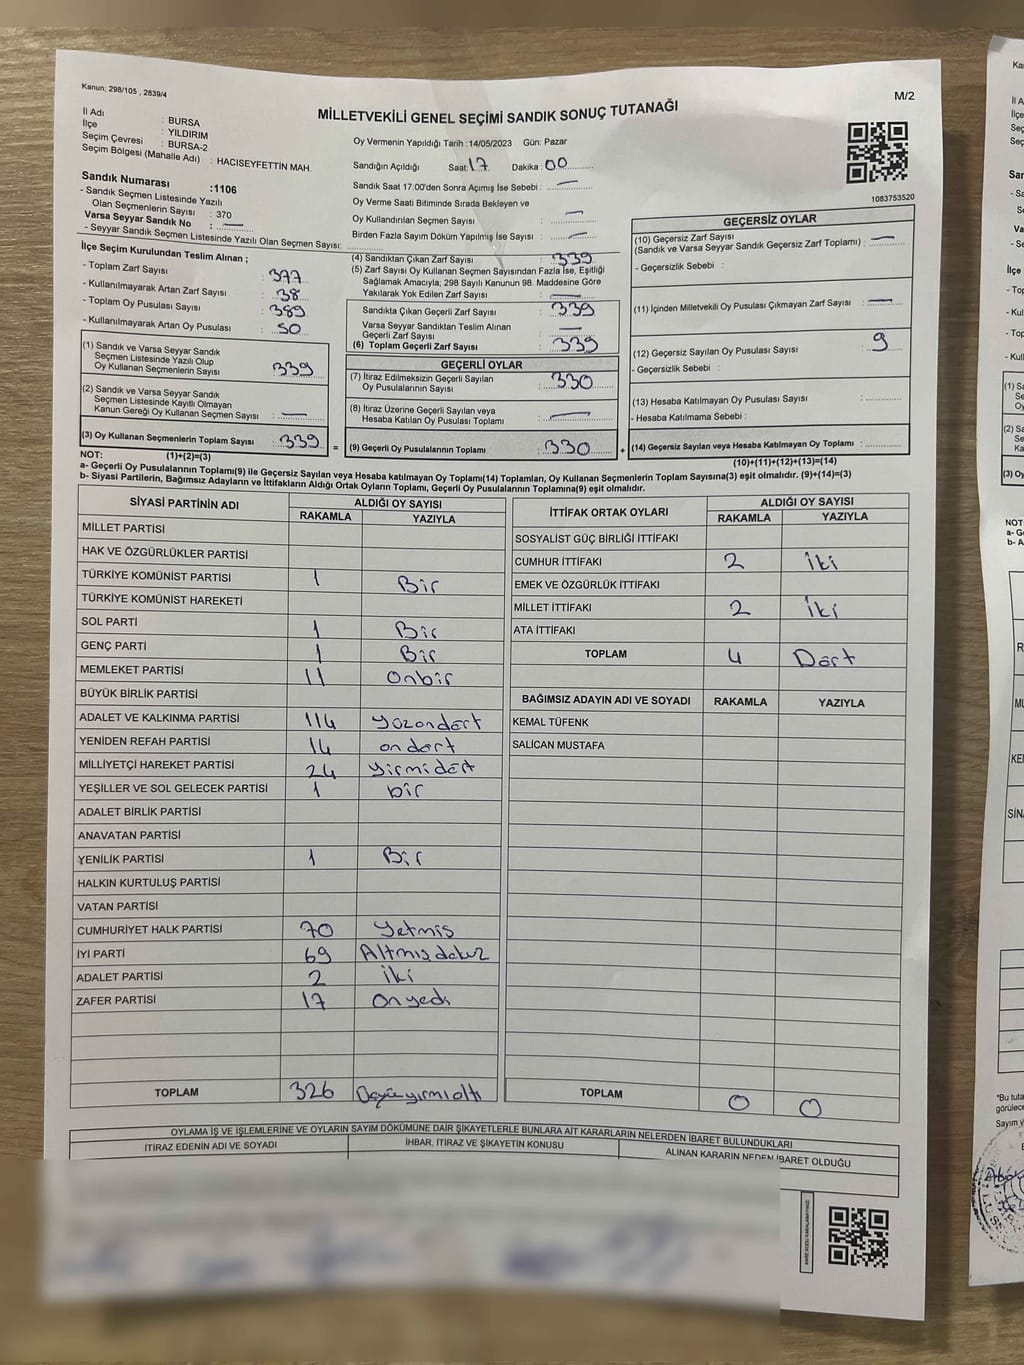 Kanun; 298/105 , 2839/4
M/2
MİLLETVEKİLİ GENEL SEÇİMİ SANDIK SONUÇ TUTANAĞI
İl Adı : BURSA
İlçe : YILDIRIM
Seçim Çevresi : BURSA-2
Seçim Bölgesi (Mahalle Adı) : HACISEYFETTİN MAH.
Oy Vermenin Yapıldığı Tarih :14/05/2023 Gün: Pazar
Sandığın Açıldığı Saat: 17 Dakika : 00
Sandık Saat 17:00'den Sonra Açımış İse Sebebi : —
Oy Verme Saati Bitiminde Sırada Bekleyen ve
Oy Kullandırılan Seçmen Sayısı : —
Birden Fazla Sayım Döküm Yapılmış İse Sayısı : —
1083753520
Sandık Numarası :1106
- Sandık Seçmen Listesinde Yazılı
Olan Seçmenlerin Sayısı : 370
Varsa Seyyar Sandık No : —
- Seyyar Sandık Seçmen Listesinde Yazılı Olan Seçmen Sayısı:
İlçe Seçim Kurulundan Teslim Alınan ;
- Toplam Zarf Sayısı : 377
- Kullanılmayarak Artan Zarf Sayısı : 38
- Toplam Oy Pusulası Sayısı : 389
- Kullanılmayarak Artan Oy Pusulası : 50
(1) Sandık ve Varsa Seyyar Sandık
Seçmen Listesinde Yazılı Olup
Oy Kullanan Seçmenlerin Sayısı : 339
(2) Sandık ve Varsa Seyyar Sandık
Seçmen Listesinde Kayıtlı Olmayan
Kanun Gereği Oy Kullanan Seçmen Sayısı : —
(3) Oy Kullanan Seçmenlerin Toplam Sayısı : 339
(1)+(2)=(3)
(4) Sandıktan Çıkan Zarf Sayısı : 339
(5) Zarf Sayısı Oy Kullanan Seçmen Sayısından Fazla İse, Eşitliği
Sağlamak Amacıyla; 298 Sayılı Kanunun 98. Maddesine Göre
Yakılarak Yok Edilen Zarf Sayısı : —
Sandıkta Çıkan Geçerli Zarf Sayısı : 339
Varsa Seyyar Sandıktan Teslim Alınan
Geçerli Zarf Sayısı : —
(6) Toplam Geçerli Zarf Sayısı : 339
GEÇERLİ OYLAR
(7) İtiraz Edilmeksizin Geçerli Sayılan
Oy Pusulalarının Sayısı : 330
(8) İtiraz Üzerine Geçerli Sayılan veya
Hesaba Katılan Oy Pusulası Toplamı : —
= (9) Geçerli Oy Pusulalarının Toplamı : 330 +
GEÇERSİZ OYLAR
(10) Geçersiz Zarf Sayısı
(Sandık ve Varsa Seyyar Sandık Geçersiz Zarf Toplamı) : —
- Geçersizlik Sebebi :
(11) İçinden Milletvekili Oy Pusulası Çıkmayan Zarf Sayısı : —
(12) Geçersiz Sayılan Oy Pusulası Sayısı : 9
- Geçersizlik Sebebi :
(13) Hesaba Katılmayan Oy Pusulası Sayısı :
- Hesaba Katılmama Sebebi :
(14) Geçersiz Sayılan veya Hesaba Katılmayan Oy Toplamı :
(10)+(11)+(12)+(13)=(14)
NOT:
a- Geçerli Oy Pusulalarının Toplamı(9) ile Geçersiz Sayılan veya Hesaba katılmayan Oy Toplamı(14) Toplamları, Oy Kullanan Seçmenlerin Toplam Sayısına(3) eşit olmalıdır. (9)+(14)=(3)
b- Siyasi Partilerin, Bağımsız Adayların ve İttifakların Aldığı Ortak Oyların Toplamı, Geçerli Oy Pusulalarının Toplamına(9) eşit olmalıdır.
SİYASİ PARTİNİN ADI ALDIĞI OY SAYISI
RAKAMLA YAZIYLA
MİLLET PARTİSİ
HAK VE ÖZGÜRLÜKLER PARTİSİ
TÜRKİYE KOMÜNİST PARTİSİ 1 Bir
TÜRKİYE KOMÜNİST HAREKETİ
SOL PARTİ 1 Bir
GENÇ PARTİ 1 Bir
MEMLEKET PARTİSİ 11 onbir
BÜYÜK BİRLİK PARTİSİ
ADALET VE KALKINMA PARTİSİ 114 yüzondört
YENİDEN REFAH PARTİSİ 14 on dört
MİLLİYETÇİ HAREKET PARTİSİ 24 yirmi dört
YEŞİLLER VE SOL GELECEK PARTİSİ 1 bir
ADALET BİRLİK PARTİSİ
ANAVATAN PARTİSİ
YENİLİK PARTİSİ 1 Bir
HALKIN KURTULUŞ PARTİSİ
VATAN PARTİSİ
CUMHURİYET HALK PARTİSİ 70 Yetmiş
İYİ PARTİ 69 Altmış dokuz
ADALET PARTİSİ 2 iki
ZAFER PARTİSİ 17 Onyedi
TOPLAM 326
İTTİFAK ORTAK OYLARI ALDIĞI OY SAYISI
RAKAMLA YAZIYLA
SOSYALİST GÜÇ BİRLİĞİ İTTİFAKI
CUMHUR İTTİFAKI 2 iki
EMEK VE ÖZGÜRLÜK İTTİFAKI
MİLLET İTTİFAKI 2 iki
ATA İTTİFAKI
TOPLAM 4 Dört
BAĞIMSIZ ADAYIN ADI VE SOYADI RAKAMLA YAZIYLA
KEMAL TÜFENK
SALİCAN MUSTAFA
TOPLAM 0 0
OYLAMA İŞ VE İŞLEMLERİNE VE OYLARIN SAYIM DÖKÜMÜNE DAİR ŞİKAYETLERLE BUNLARA AİT KARARLARIN NELERDEN İBARET BULUNDUKLARI
İTİRAZ EDENİN ADI VE SOYADI İHBAR, İTİRAZ VE ŞİKAYETİN KONUSU ALINAN KARARIN NEDEN İBARET OLDUĞU